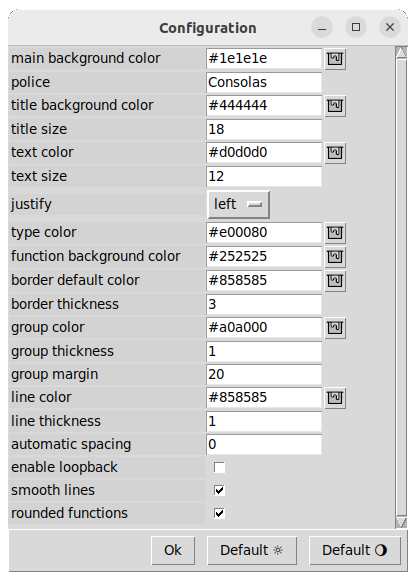 Configuration
main background color #1e1e1e
police Consolas
title background color #444444
title size 18
text color #d0d0d0
text size 12
justify left
type color #e00080
function background color #252525
border default color #858585
border thickness 3
group color #a0a000
group thickness 1
group margin 20
line color #858585
line thickness 1
automatic spacing 0
enable loopback
smooth lines
rounded functions
Ok Default ☼ Default 🌖